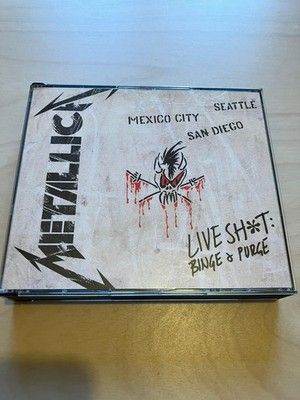 METALLICA
SEATTLE
MEXICO CITY
SAN DIEGO
LIVE SH*T:
BINGE & PURGE